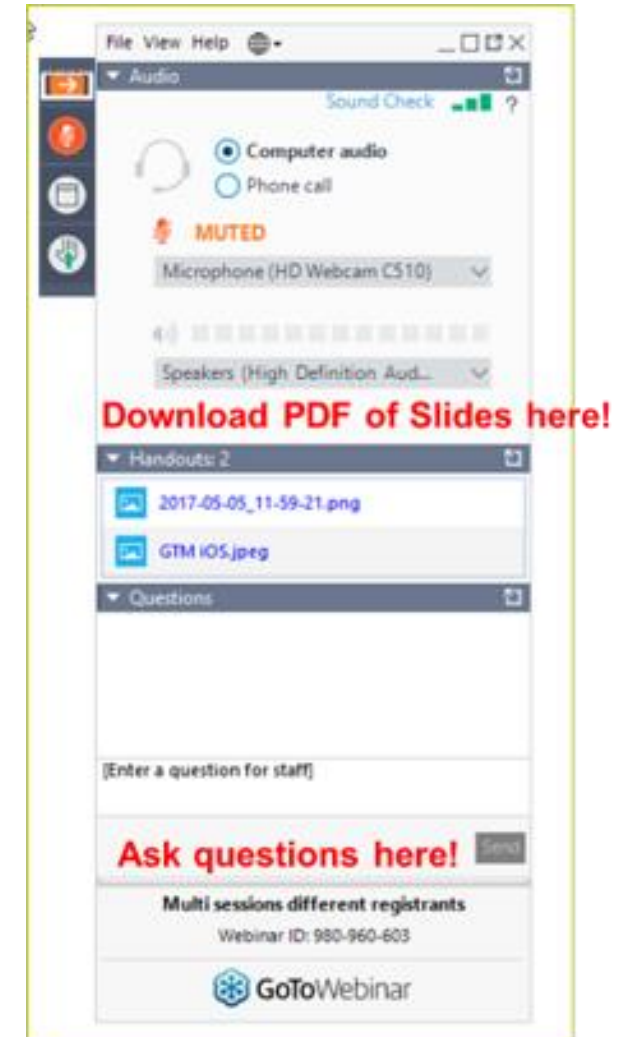 File View Help
Audio
Sound Check ?
Computer audio
Phone call
MUTED
Microphone (HD Webcam C510)
Speakers (High Definition Aud...
Download PDF of Slides here!
Handouts: 2
2017-05-05_11-59-21.png
GTM iOS.jpeg
Questions
[Enter a question for staff]
Ask questions here! Send
Multi sessions different registrants
Webinar ID: 980-960-603
GoToWebinar